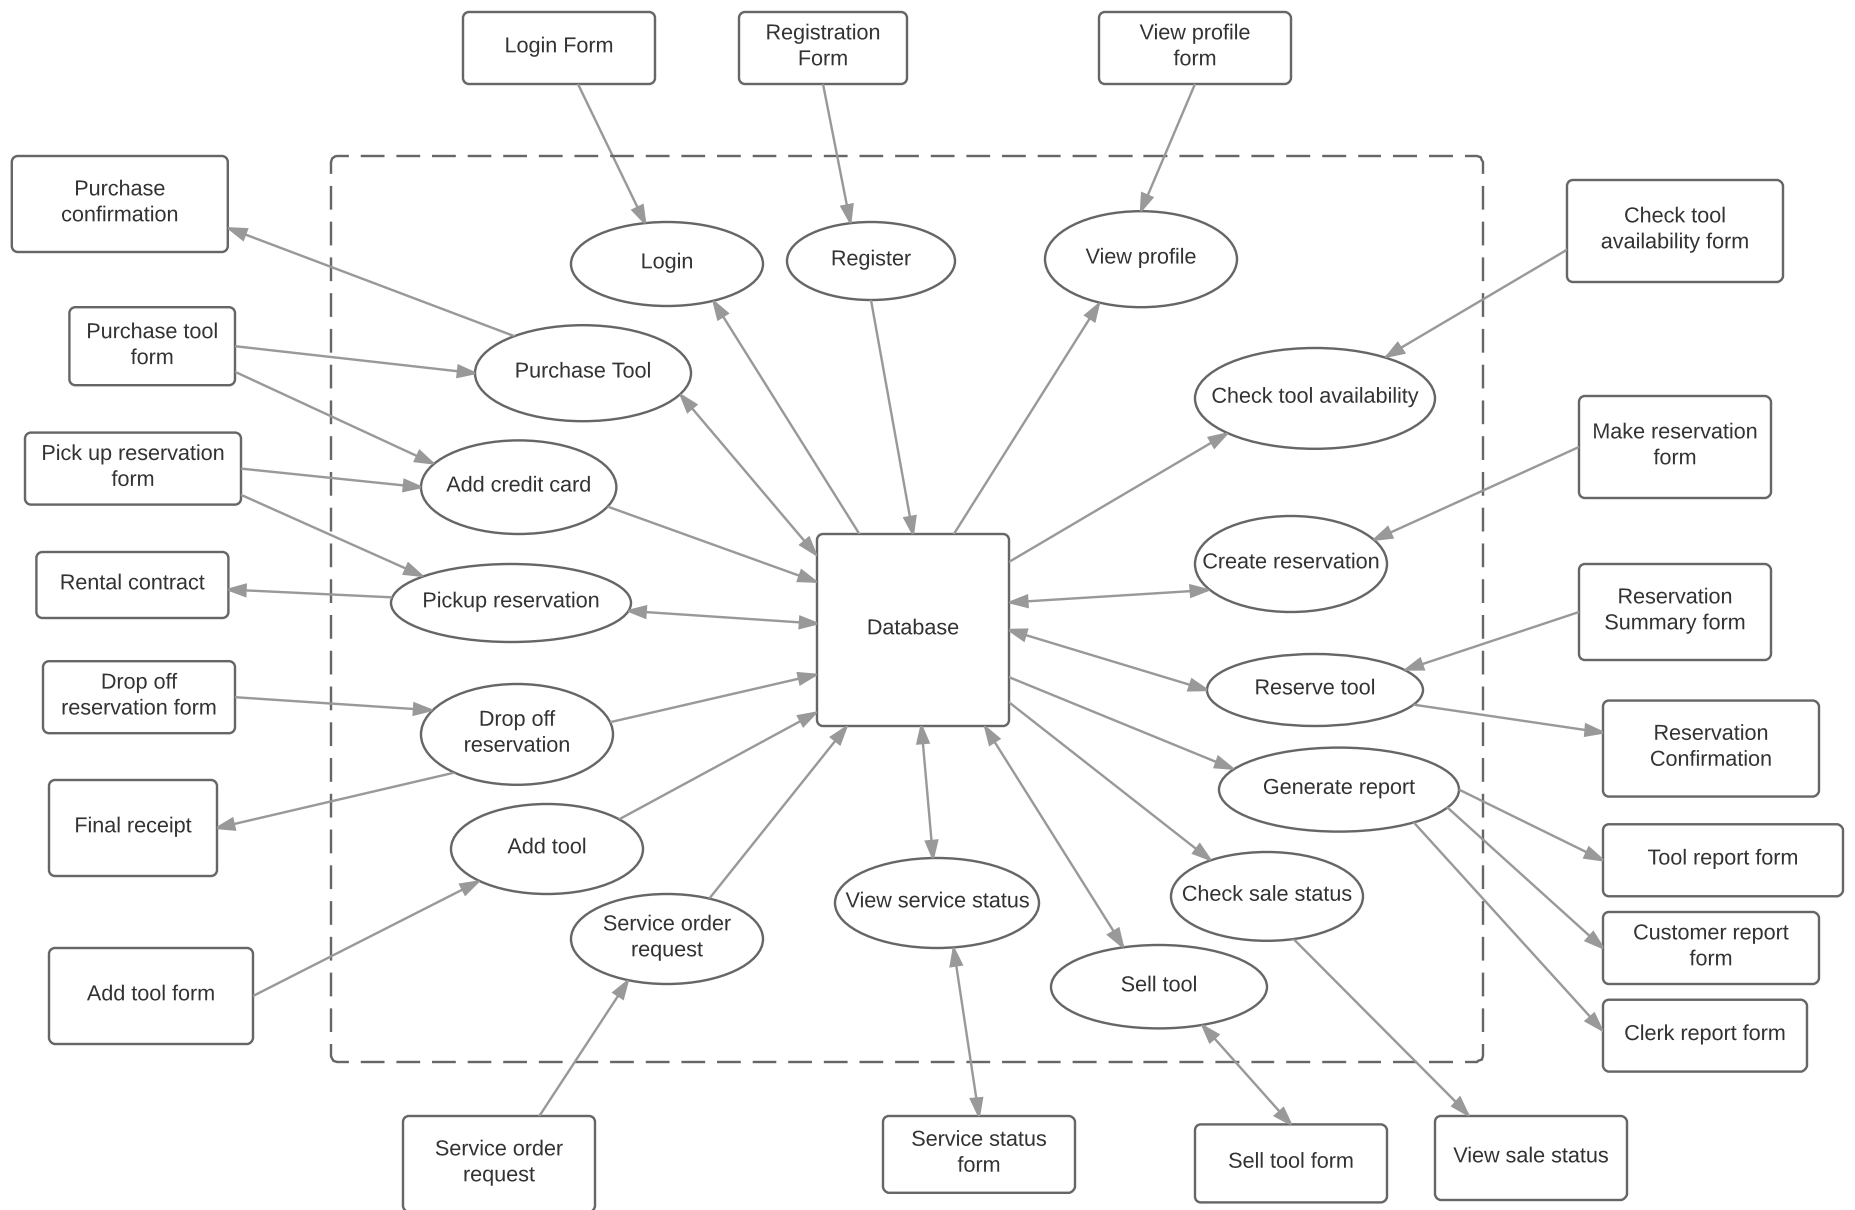 Login Form
Registration
Form
View profile
form
Purchase
confirmation
Check tool
availability form
Login
Register
View profile
Purchase tool
form
Purchase Tool
Check tool availability
Make reservation
form
Pick up reservation
form
Add credit card
Create reservation
Rental contract
Pickup reservation
Database
Reservation
Summary form
Drop off
reservation form
Drop off
reservation
Reserve tool
Reservation
Confirmation
Generate report
Final receipt
Add tool
Tool report form
View service status
Check sale status
Service order
request
Customer report
form
Sell tool
Add tool form
Clerk report form
Service order
request
Service status
form
Sell tool form
View sale status